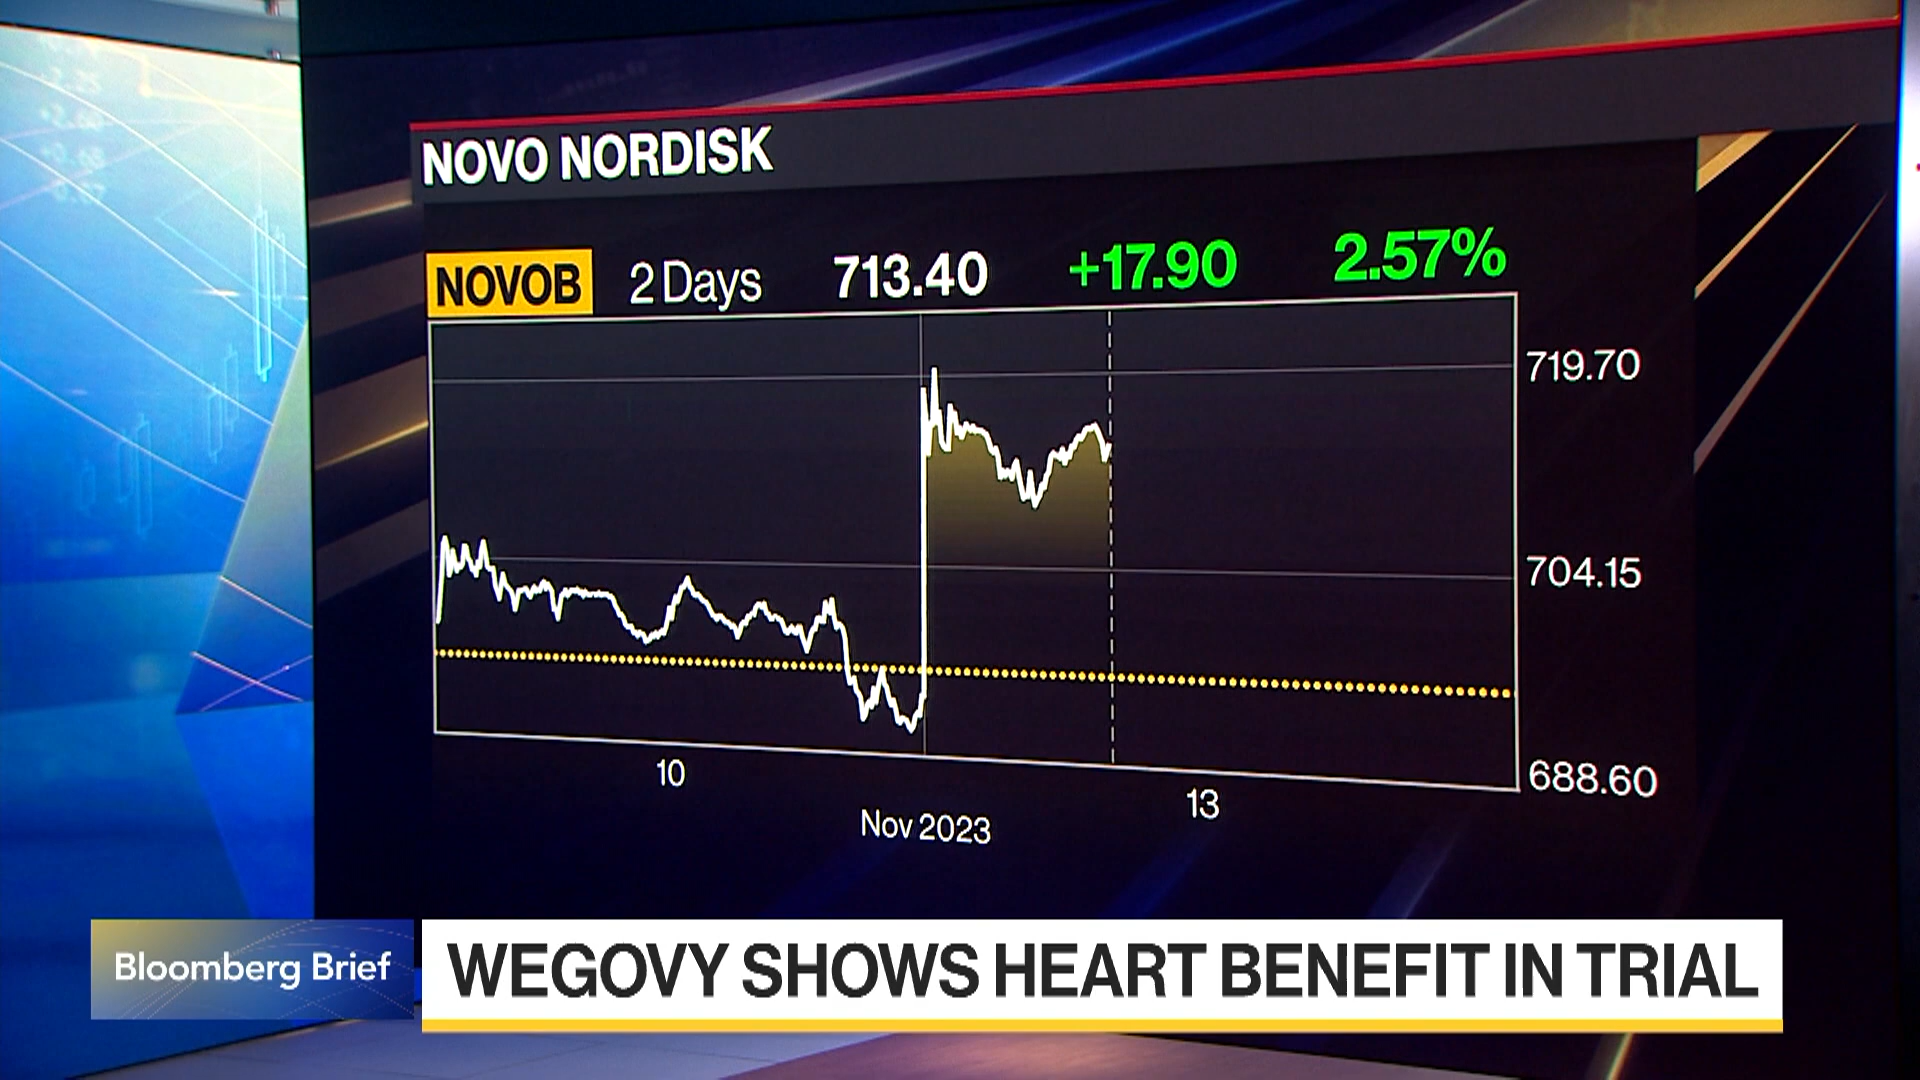 NOVO NORDISK
NOVOB 2 Days 713.40 +17.90 2.57%
719.70
704.15
688.60
10
13
Nov 2023
Bloomberg Brief
WEGOVY SHOWS HEART BENEFIT IN TRIAL